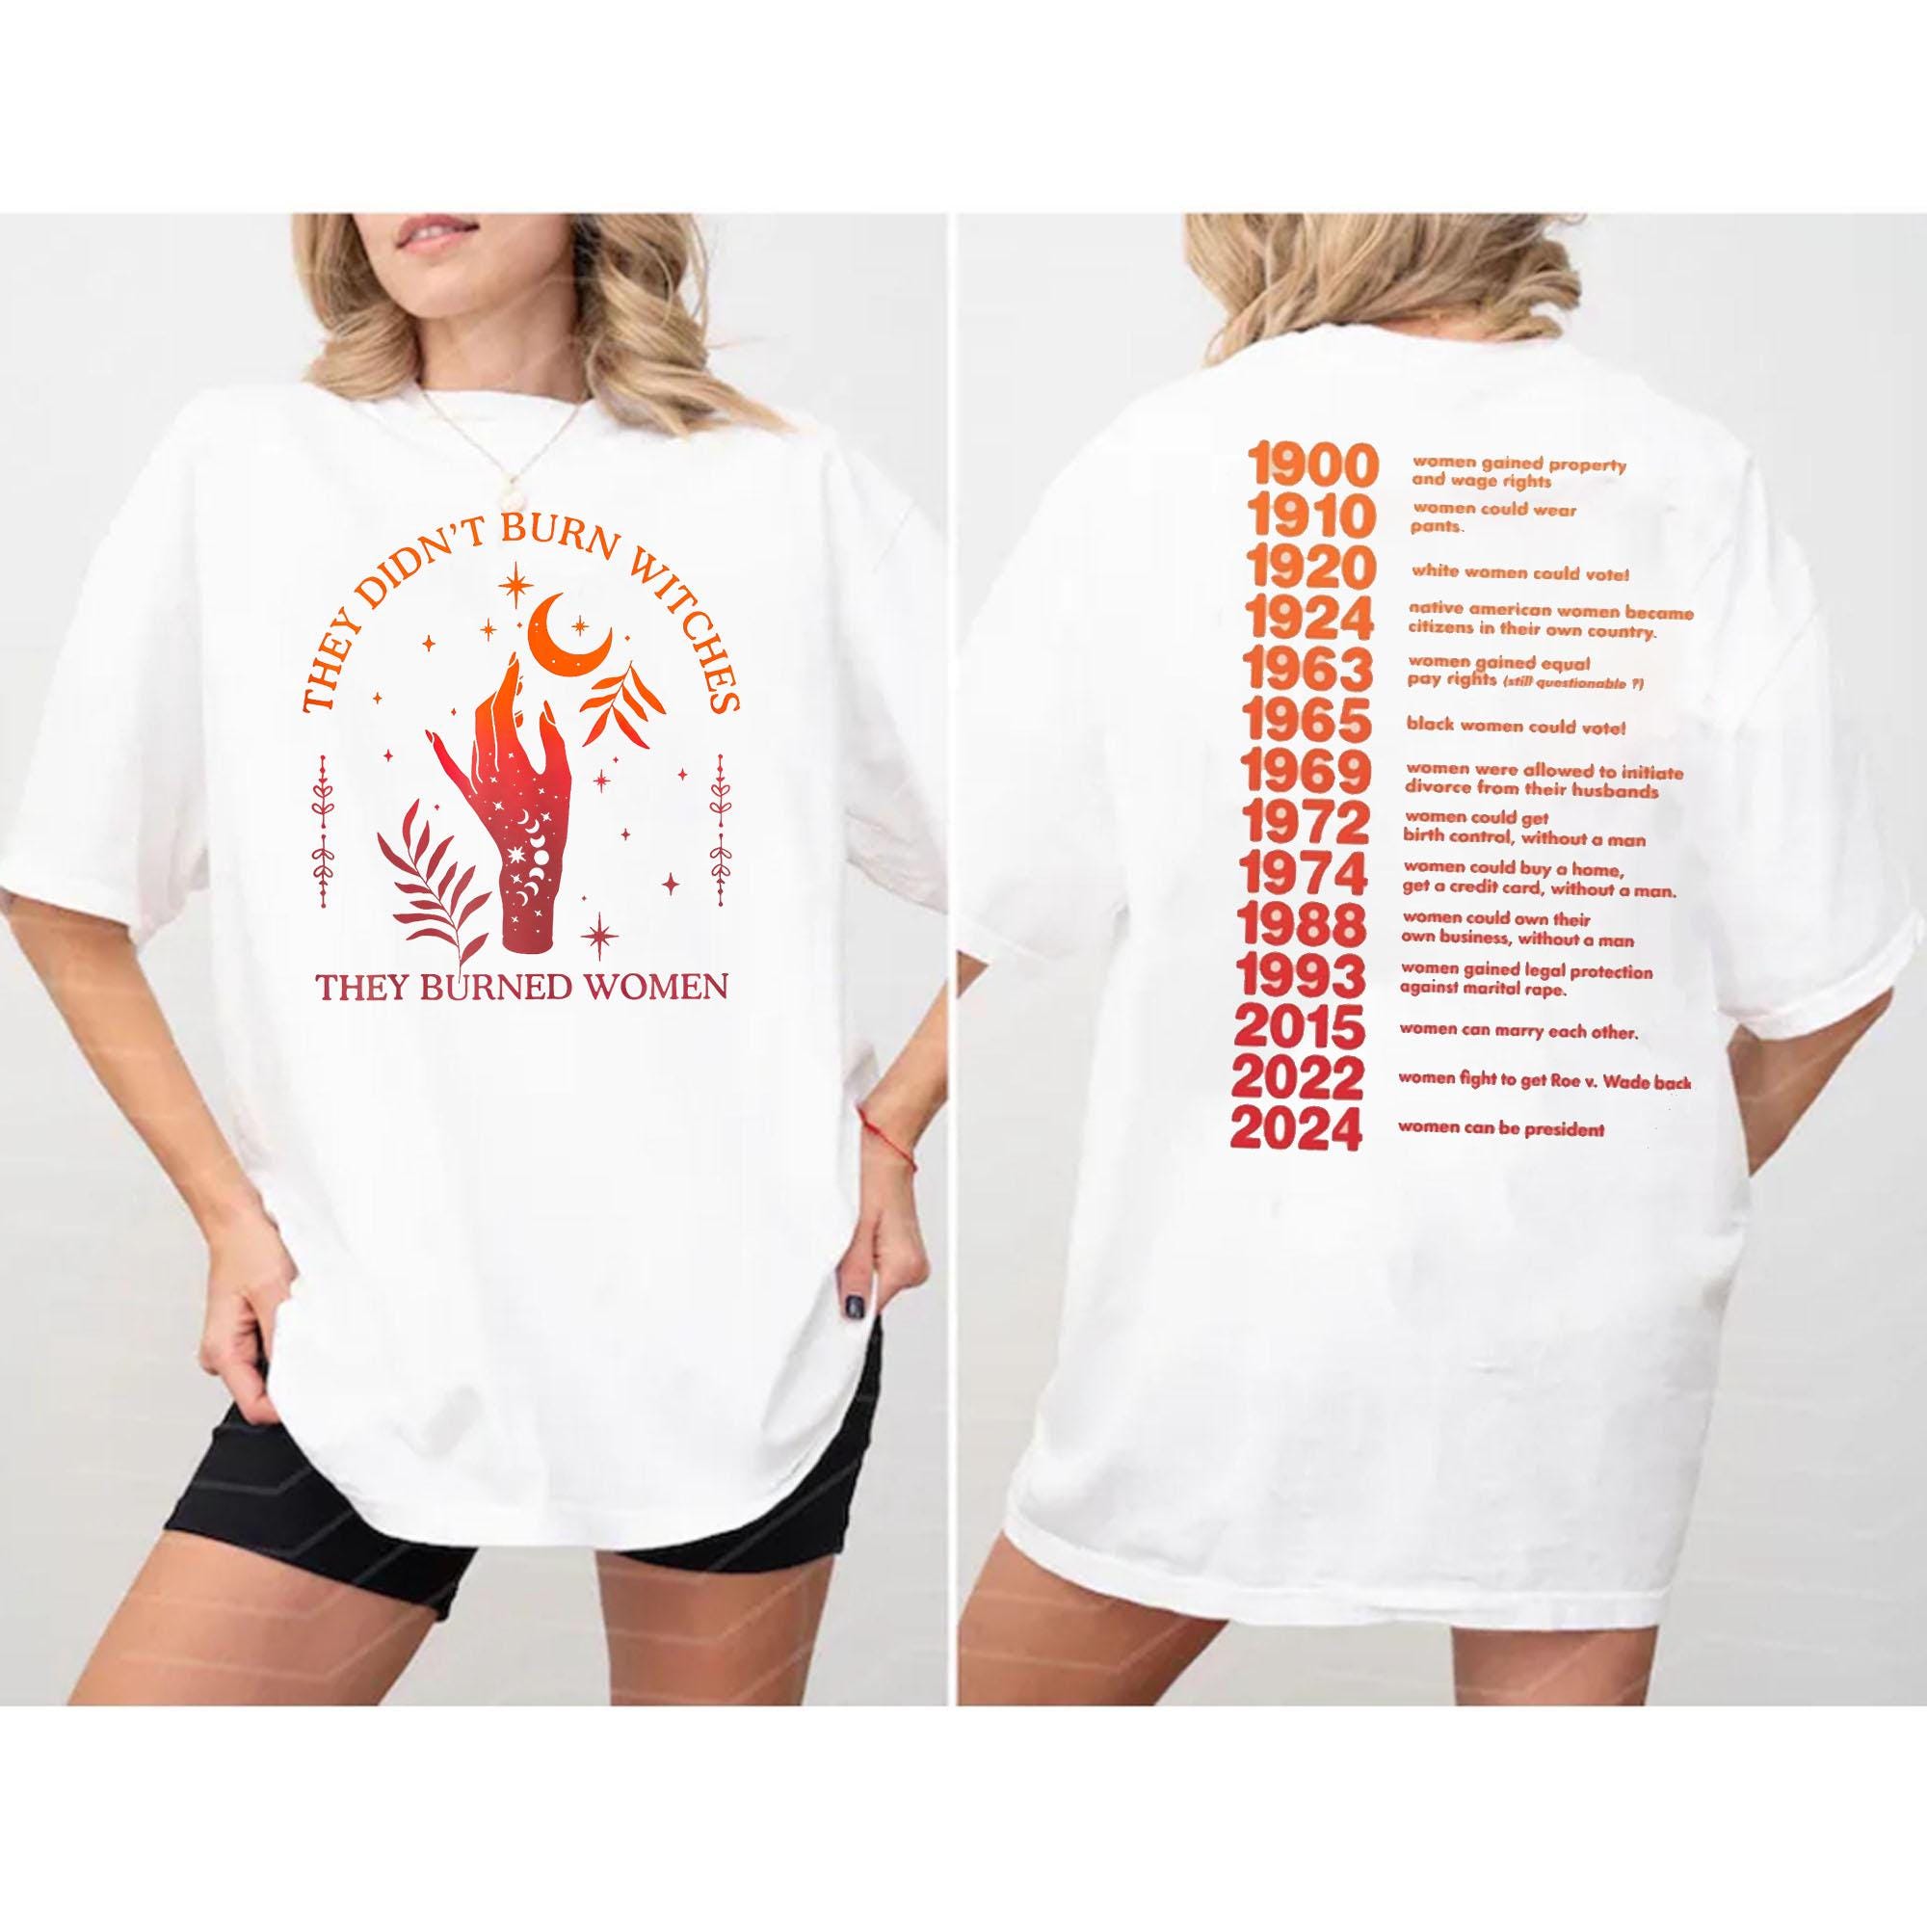 THEY DIDN'T BURN WITCHES
THEY BURNED WOMEN
1900 women gained property
and wage rights
1910 women could wear
pants.
1920 white women could vote!
1924 native american women became
citizens in their own country.
1963 women gained equal
pay rights (still questionable ?)
1965 black women could vote!
1969 women were allowed to initiate
divorce from their husbands
1972 women could get
birth control, without a man
1974 women could buy a home,
get a credit card, without a man.
1988 women could own their
own business, without a man
1993 women gained legal protection
against marital rape.
2015 women can marry each other.
2022 women fight to get Roe v. Wade back
2024 women can be president